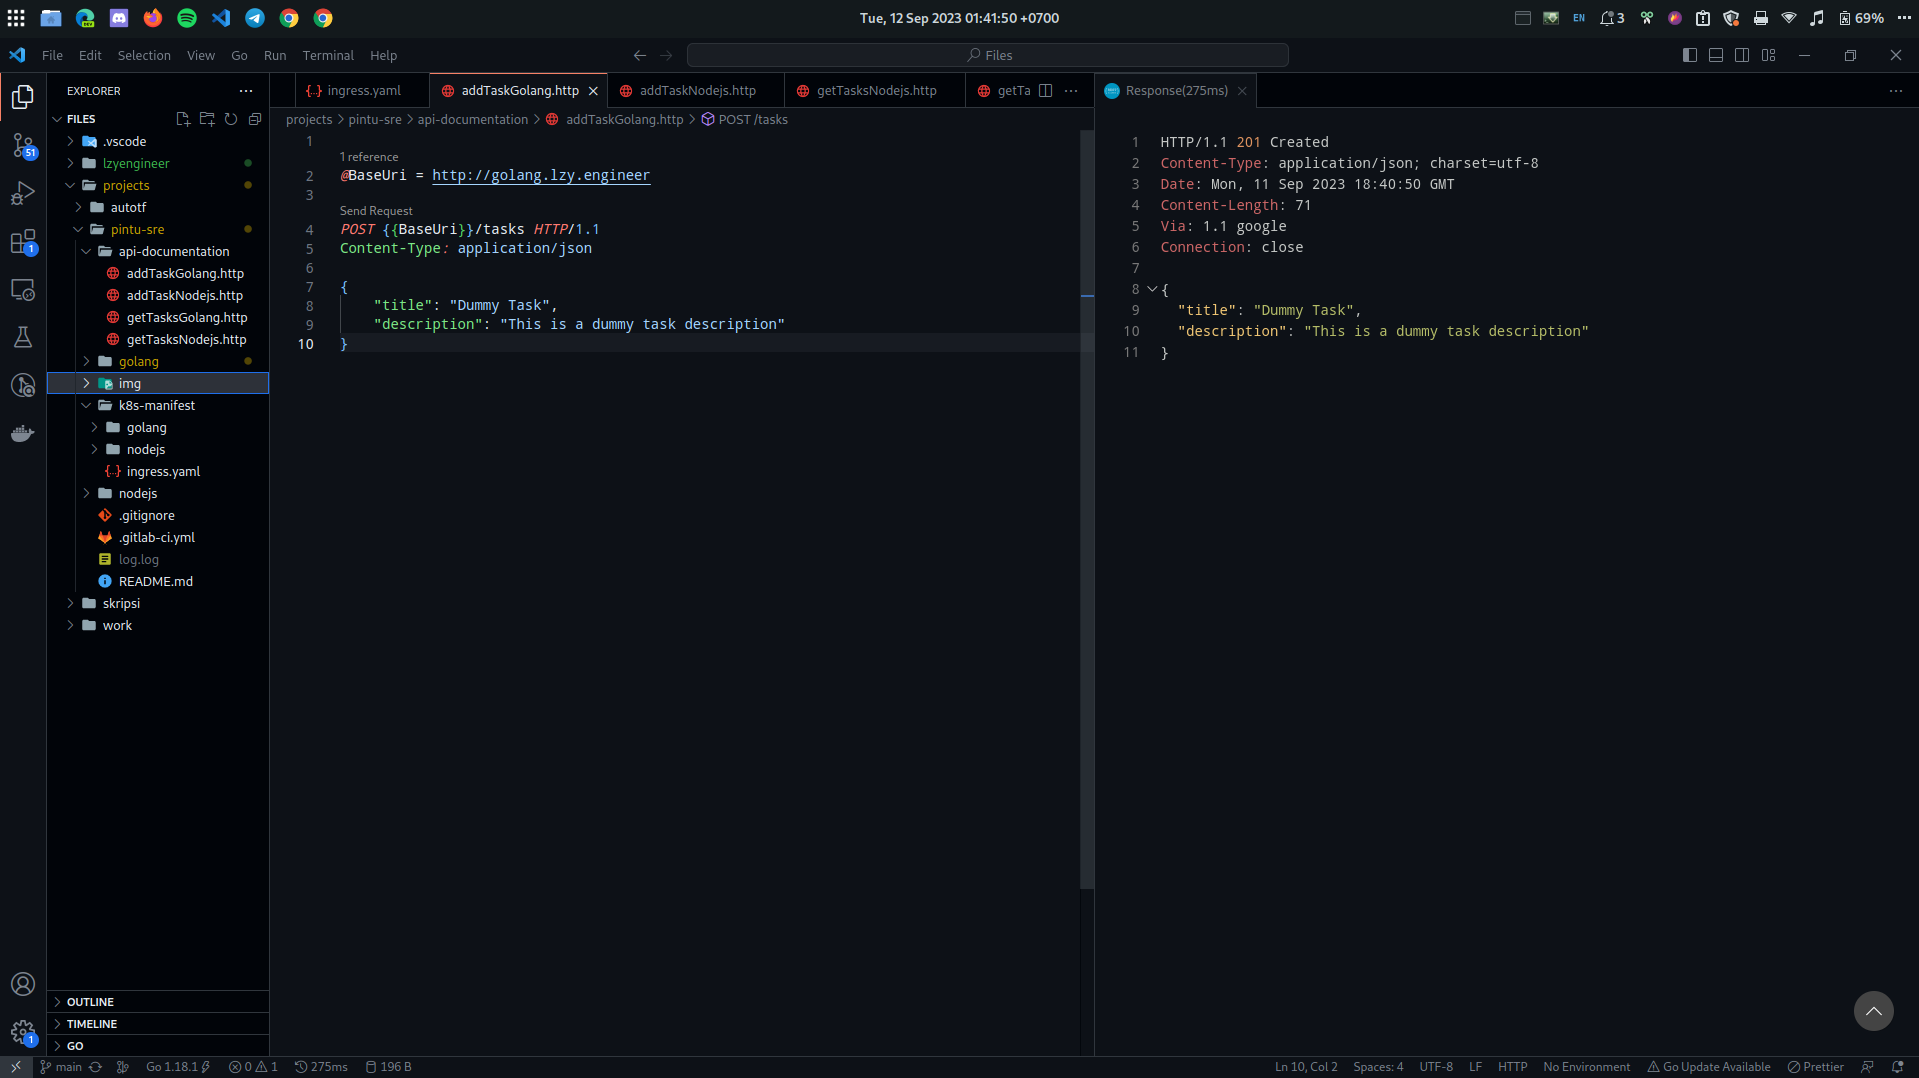 Tue, 12 Sep 2023 01:41:50 +0700
EN
3
69%
File Edit Selection View Go Run Terminal Help
Files
EXPLORER
FILES
.vscode
lzyengineer
projects
autotf
pintu-sre
api-documentation
addTaskGolang.http
addTaskNodejs.http
getTasksGolang.http
getTasksNodejs.http
golang
img
k8s-manifest
golang
nodejs
ingress.yaml
nodejs
.gitignore
.gitlab-ci.yml
log.log
README.md
skripsi
work
OUTLINE
TIMELINE
GO
51
1
1
ingress.yaml
addTaskGolang.http
addTaskNodejs.http
getTasksNodejs.http
getTa
projects > pintu-sre > api-documentation > addTaskGolang.http > POST /tasks
1
1 reference
2 @BaseUri = http://golang.lzy.engineer
3
Send Request
4 POST {{BaseUri}}/tasks HTTP/1.1
5 Content-Type: application/json
6
7 {
8 "title": "Dummy Task",
9 "description": "This is a dummy task description"
10 }
Response(275ms)
1 HTTP/1.1 201 Created
2 Content-Type: application/json; charset=utf-8
3 Date: Mon, 11 Sep 2023 18:40:50 GMT
4 Content-Length: 71
5 Via: 1.1 google
6 Connection: close
7
8 {
9 "title": "Dummy Task",
10 "description": "This is a dummy task description"
11 }
main Go 1.18.1 0 1 275ms 196 B
Ln 10, Col 2 Spaces: 4 UTF-8 LF HTTP No Environment Go Update Available Prettier